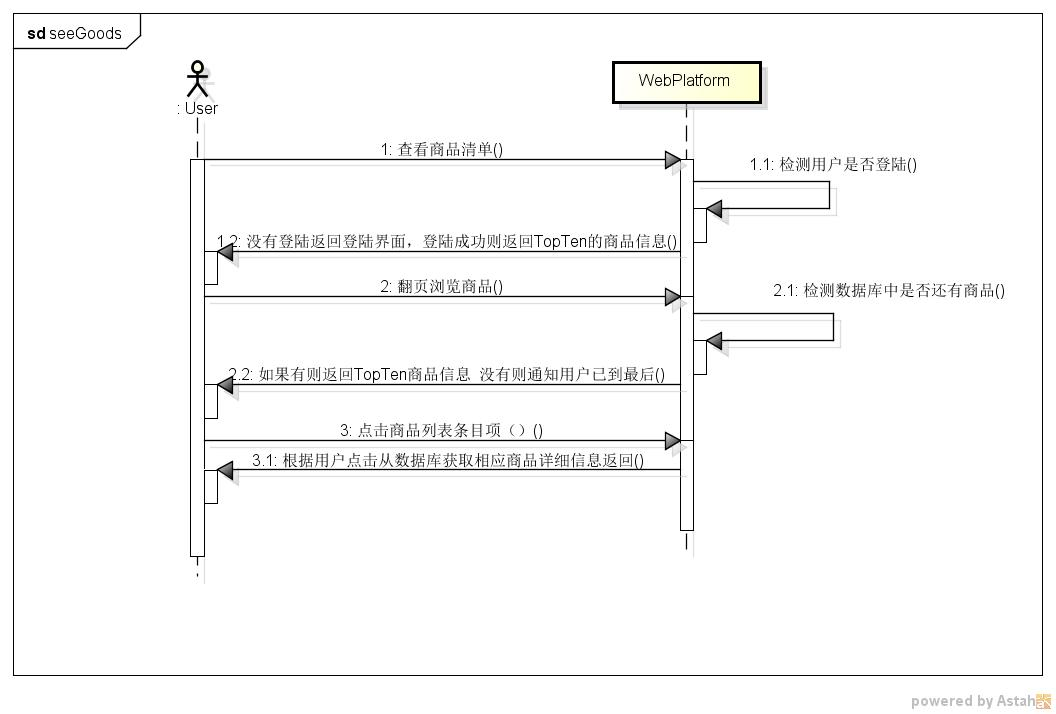 sd seeGoods
: User
WebPlatform
1: 查看商品清单()
1.1: 检测用户是否登陆()
1.2: 没有登陆返回登陆界面，登陆成功则返回TopTen的商品信息()
2: 翻页浏览商品()
2.1: 检测数据库中是否还有商品()
2.2: 如果有则返回TopTen商品信息 没有则通知用户已到最后()
3: 点击商品列表条目项（）()
3.1: 根据用户点击从数据库获取相应商品详细信息返回()
powered by Astah